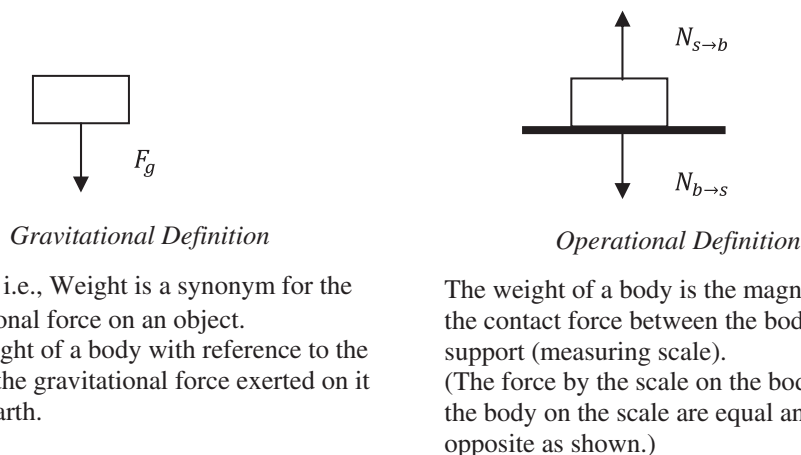 F_g
N_{s→b}
N_{b→s}
Gravitational Definition
i.e., Weight is a synonym for the
onal force on an object.
ght of a body with reference to the
the gravitational force exerted on it
arth.
Operational Definition
The weight of a body is the magn
the contact force between the bod
support (measuring scale).
(The force by the scale on the bod
the body on the scale are equal an
opposite as shown.)